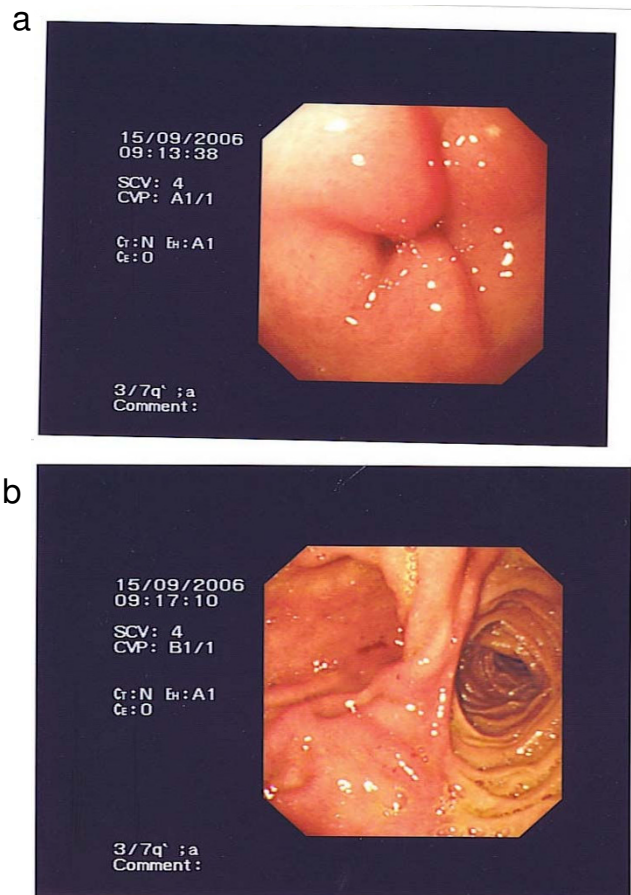 a
15/09/2006
09:13:38
SCV: 4
CVP: A1/1
CT:N EH:A1
CE:0
3/7q` ;a
Comment:
b
15/09/2006
09:17:10
SCV: 4
CVP: B1/1
CT:N EH:A1
CE:0
3/7q` ;a
Comment: